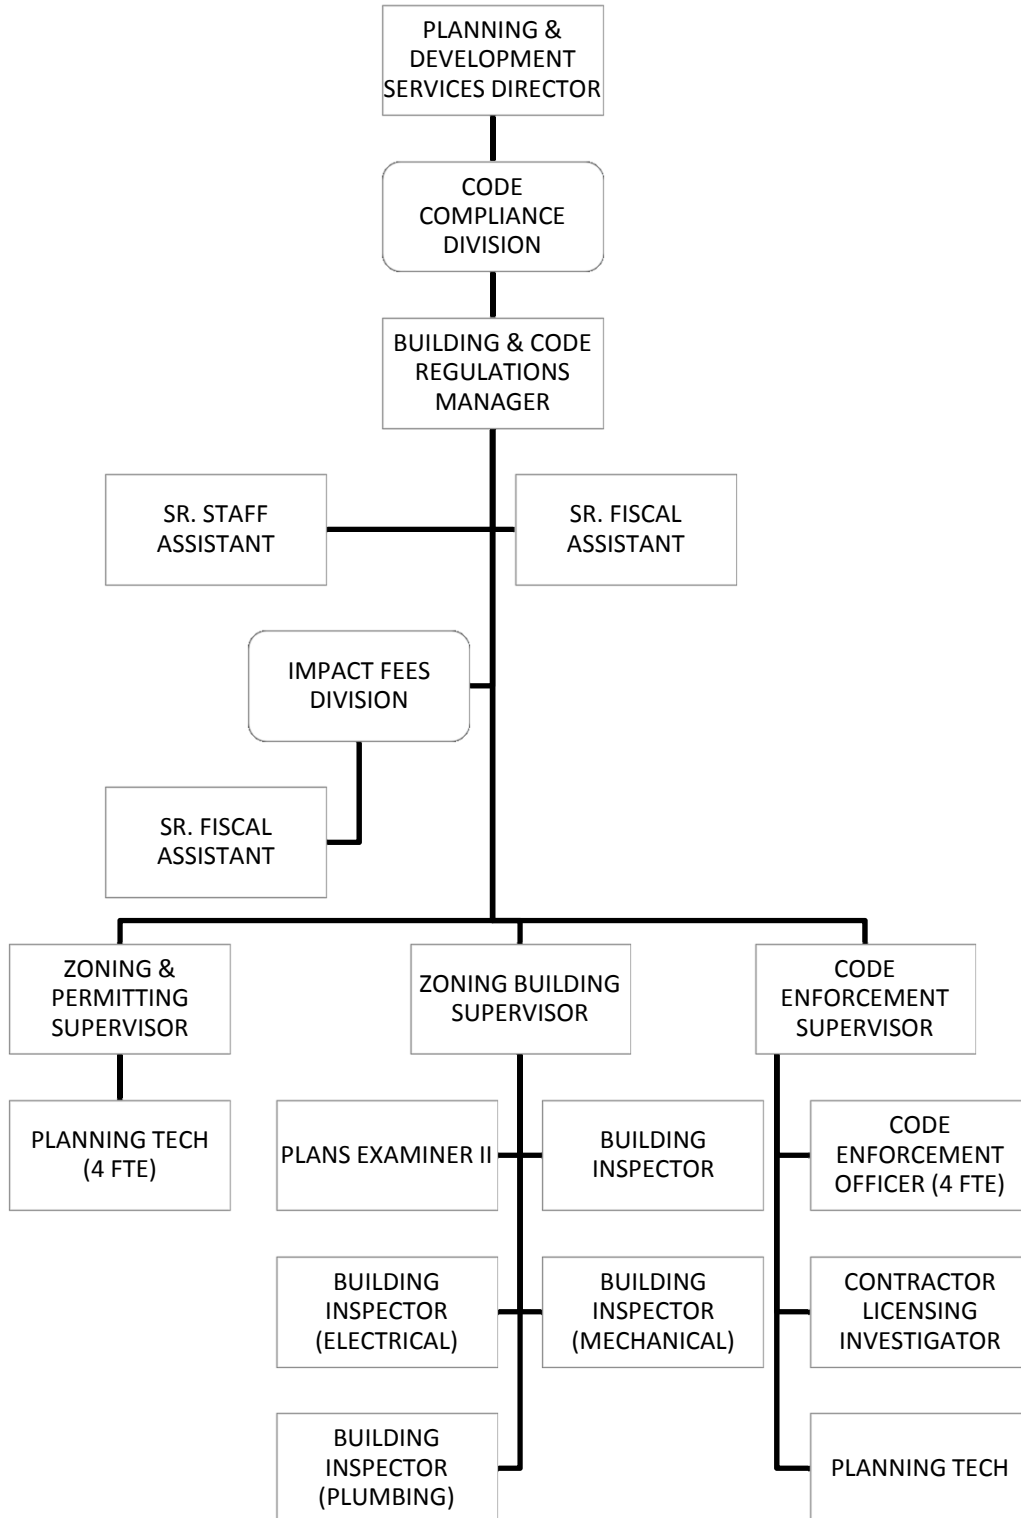 PLANNING &
DEVELOPMENT
SERVICES DIRECTOR
CODE
COMPLIANCE
DIVISION
BUILDING & CODE
REGULATIONS
MANAGER
SR. STAFF
ASSISTANT
SR. FISCAL
ASSISTANT
IMPACT FEES
DIVISION
SR. FISCAL
ASSISTANT
ZONING &
PERMITTING
SUPERVISOR
ZONING BUILDING
SUPERVISOR
CODE
ENFORCEMENT
SUPERVISOR
PLANNING TECH
(4 FTE)
PLANS EXAMINER II
BUILDING
INSPECTOR
CODE
ENFORCEMENT
OFFICER (4 FTE)
BUILDING
INSPECTOR
(ELECTRICAL)
BUILDING
INSPECTOR
(MECHANICAL)
CONTRACTOR
LICENSING
INVESTIGATOR
BUILDING
INSPECTOR
(PLUMBING)
PLANNING TECH